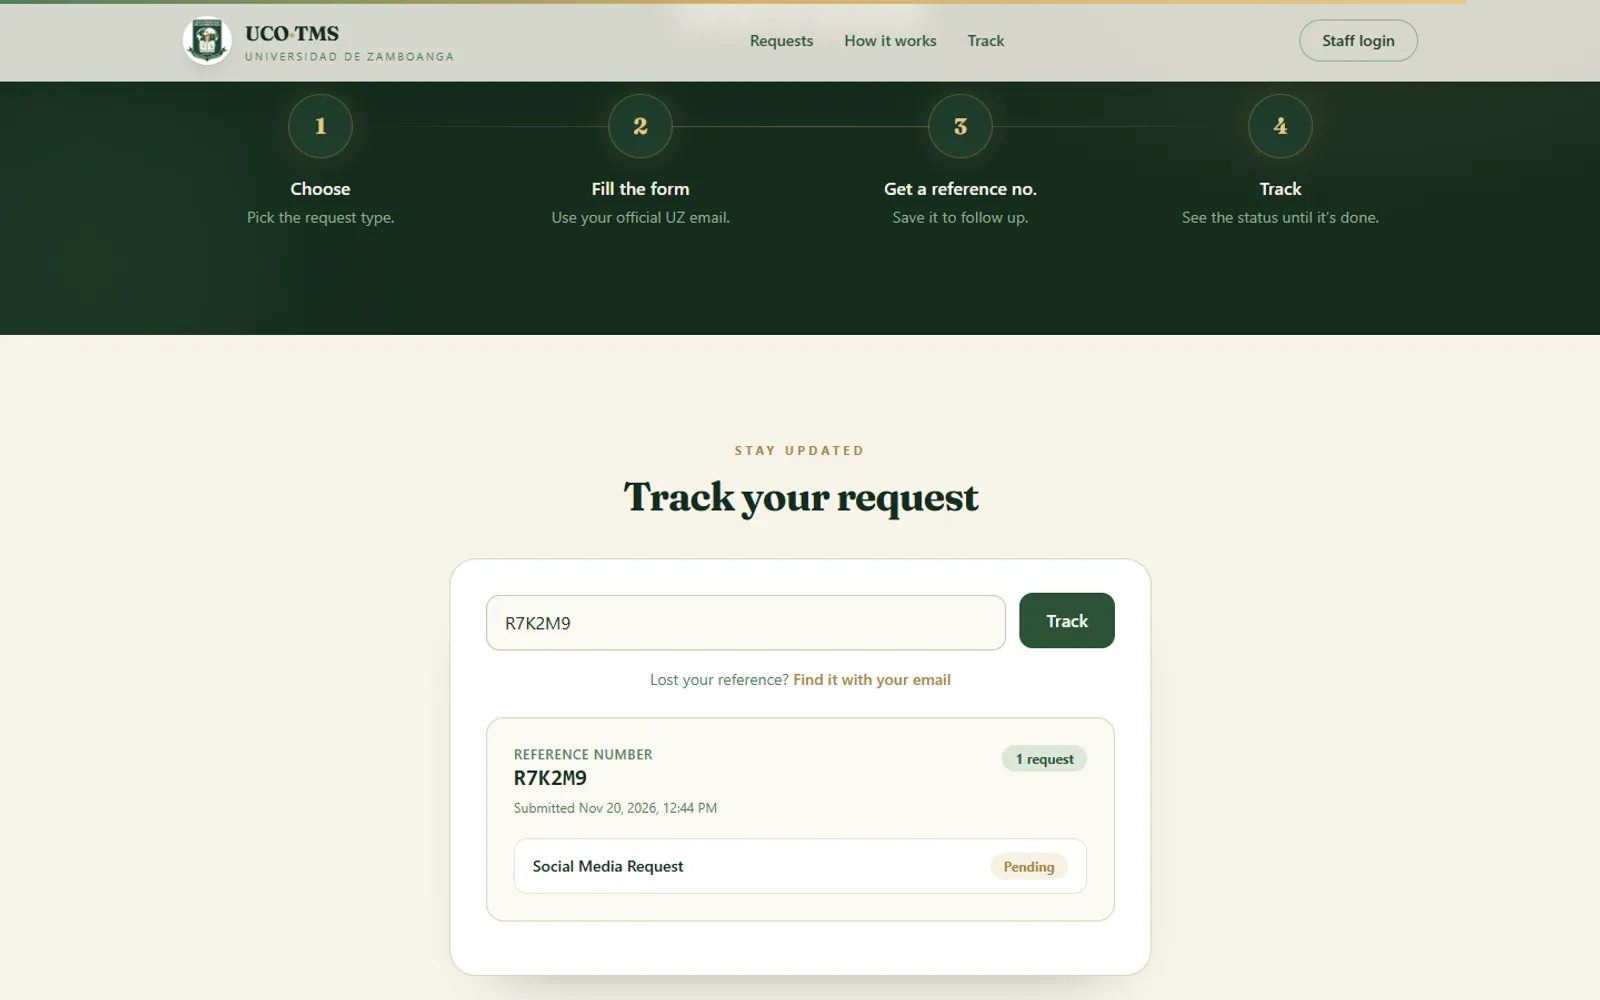 UCO·TMS
UNIVERSIDAD DE ZAMBOANGA
Requests
How it works
Track
Staff login
1
2
3
4
Choose
Fill the form
Get a reference no.
Track
Pick the request type.
Use your official UZ email.
Save it to follow up.
See the status until it's done.
STAY UPDATED
Track your request
R7K2M9
Track
Lost your reference? Find it with your email
REFERENCE NUMBER
1 request
R7K2M9
Submitted Nov 20, 2026, 12:44 PM
Social Media Request
Pending